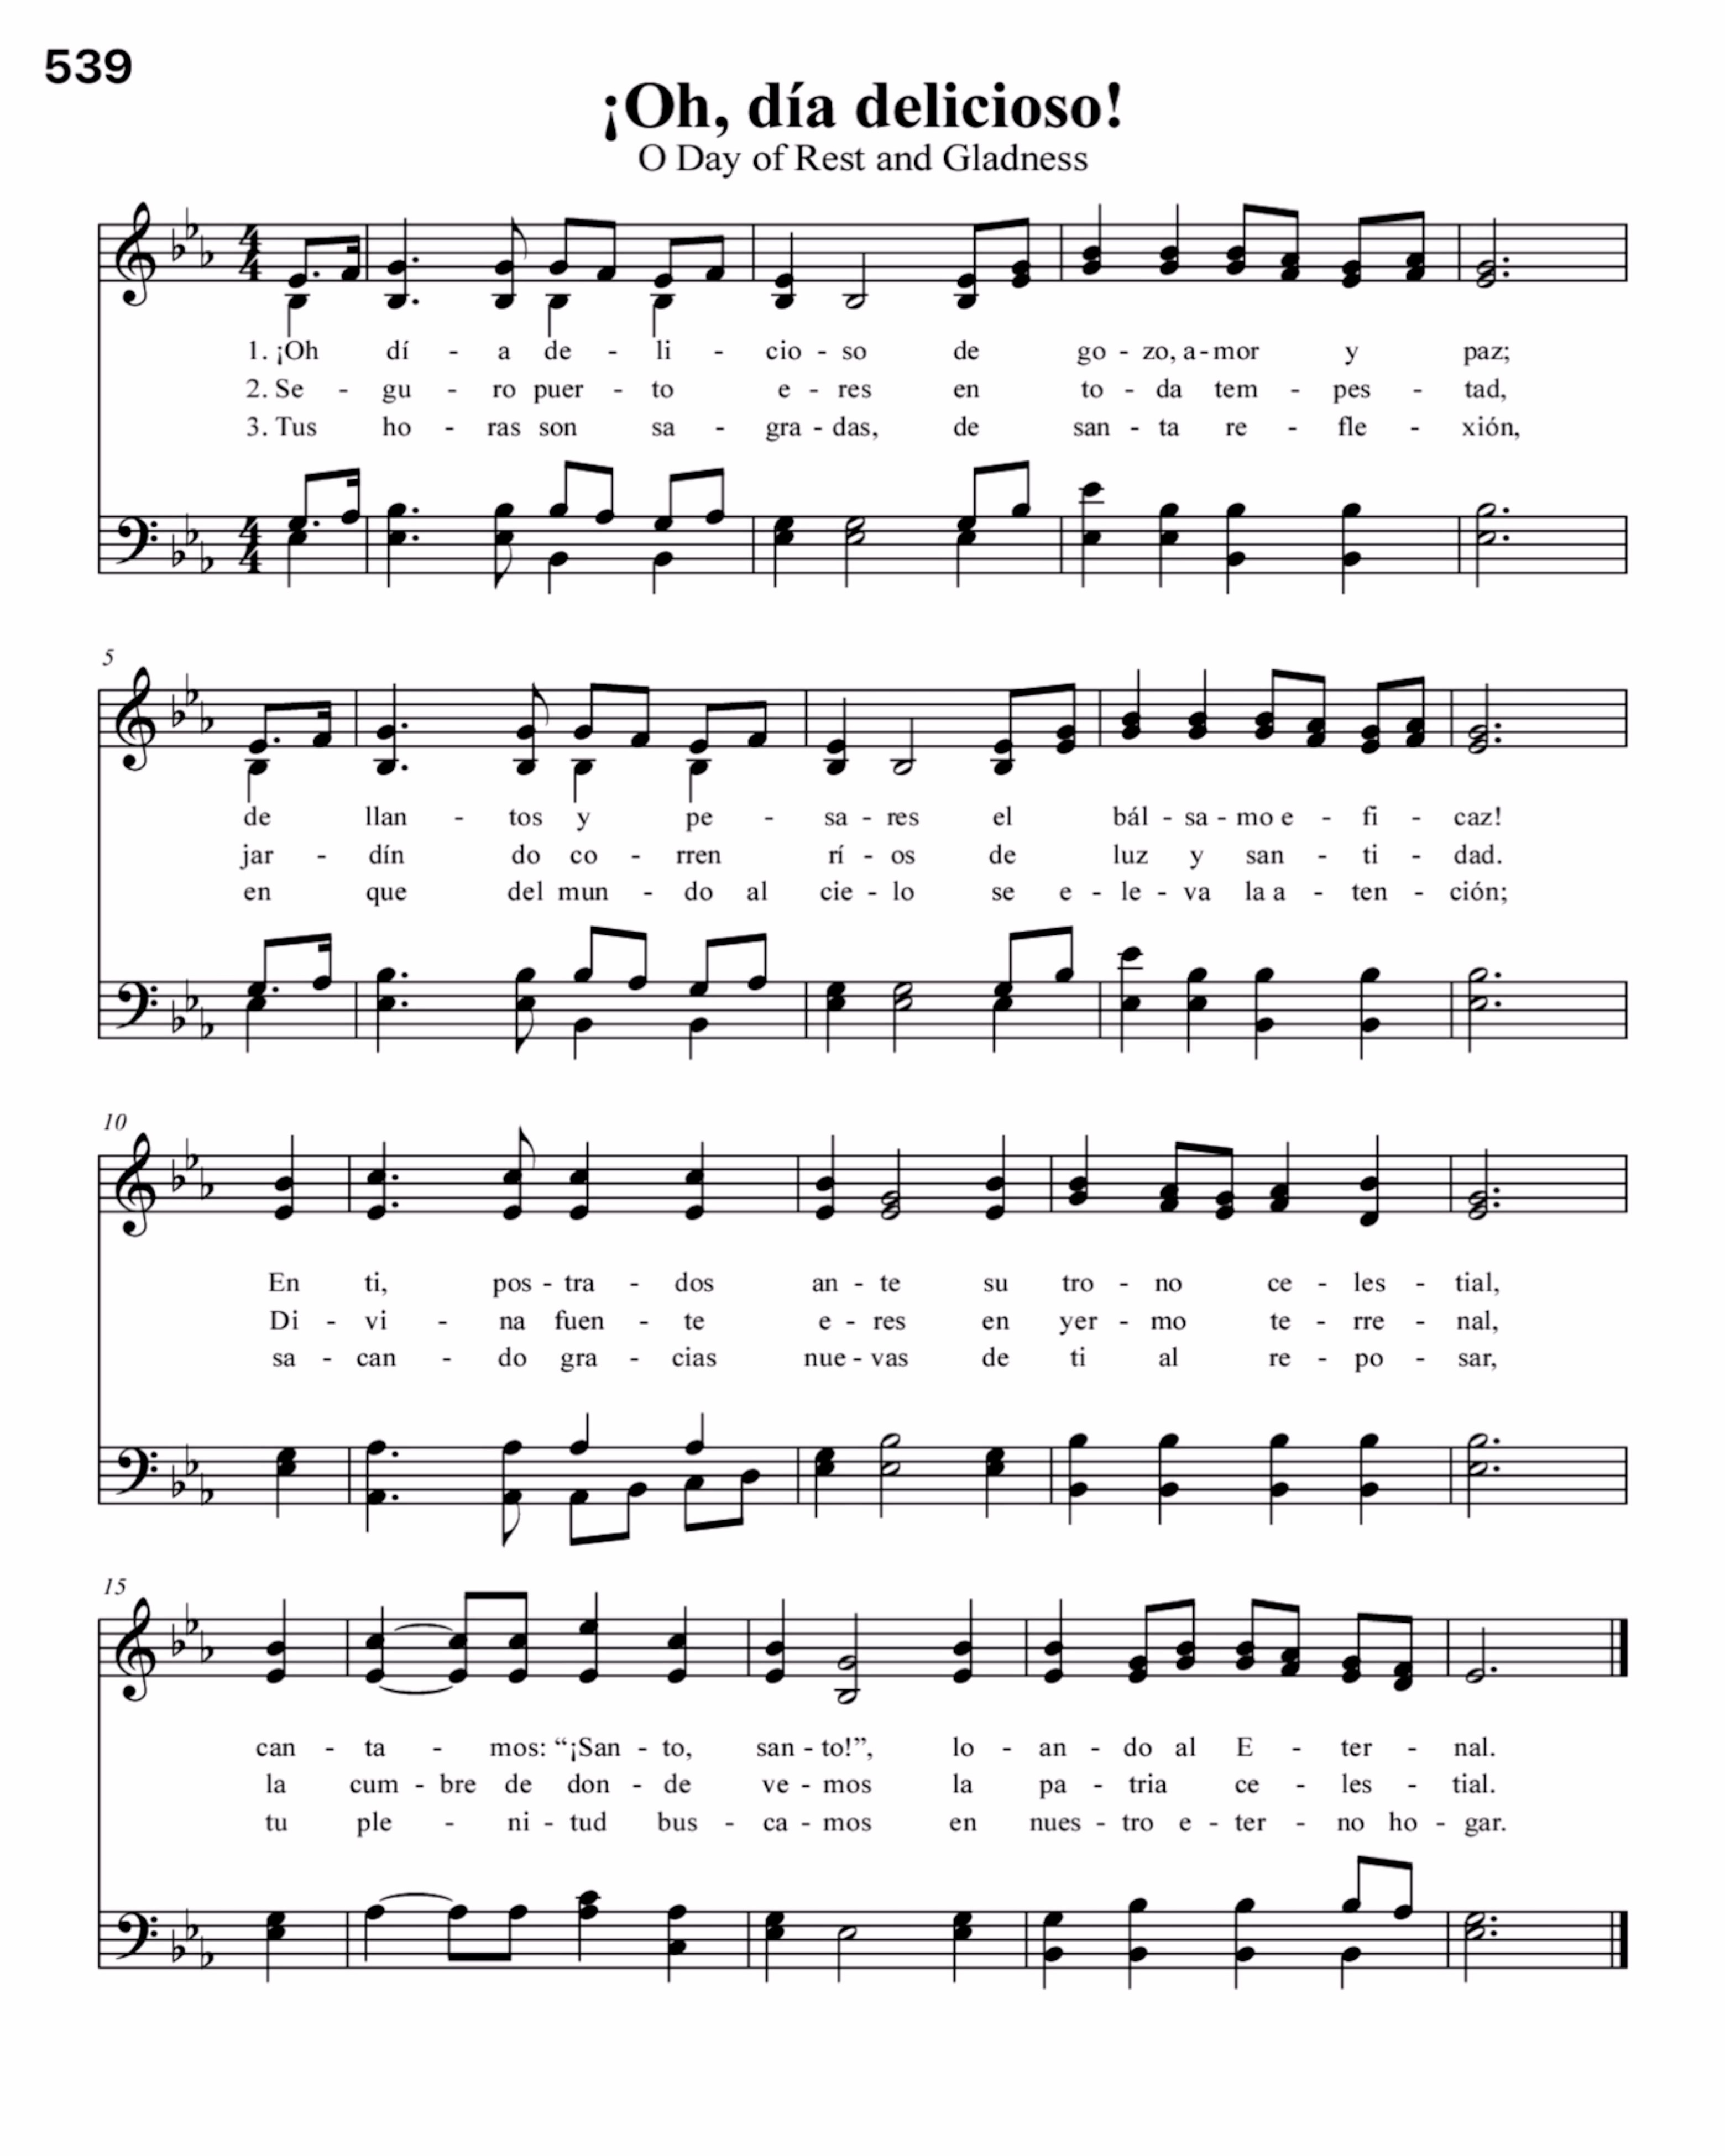 539
¡Oh, día delicioso!
O Day of Rest and Gladness
4 4
1. ¡Oh dí - a de - li - cio - so de go - zo, a - mor y paz;
2. Se - gu - ro puer - to e - res en to - da tem - pes - tad,
3. Tus ho - ras son sa - gra - das, de san - ta re - fle - xión,
4 4
5
de llan - tos y pe - sa - res el bál - sa - mo e - fi - caz!
jar - dín do co - rren rí - os de luz y san - ti - dad.
en que del mun - do al cie - lo se e - le - va la a - ten - ción;
10
En ti, pos - tra - dos an - te su tro - no ce - les - tial,
Di - vi - na fuen - te e - res en yer - mo te - rre - nal,
sa - can - do gra - cias nue - vas de ti al re - po - sar,
15
can - ta - mos: “¡San - to, san - to!”, lo - an - do al E - ter - nal.
la cum - bre de don - de ve - mos la pa - tria ce - les - tial.
tu ple - ni - tud bus - ca - mos en nues - tro e - ter - no ho - gar.